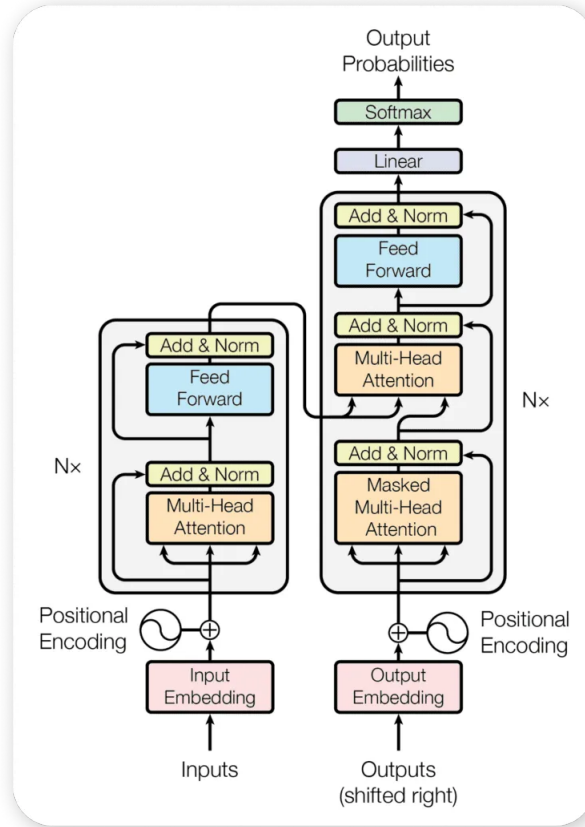 Output
Probabilities
Softmax
Linear
Add & Norm
Feed
Forward
Add & Norm
Multi-Head
Attention
Add & Norm
Masked
Multi-Head
Attention
Nx
Add & Norm
Feed
Forward
Add & Norm
Multi-Head
Attention
Nx
Positional
Encoding
Positional
Encoding
Input
Embedding
Output
Embedding
Inputs
Outputs
(shifted right)